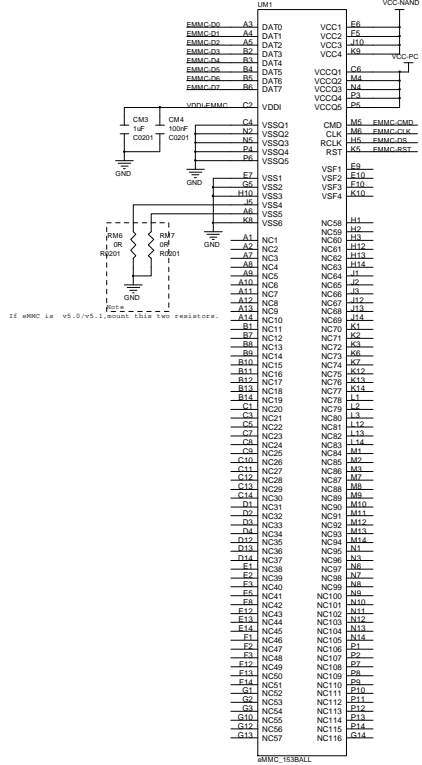 UM1
VCC-NAND
EMMC-D0 A3 DAT0
EMMC-D1 A4 DAT1
EMMC-D2 A5 DAT2
EMMC-D3 B2 DAT3
EMMC-D4 B3 DAT4
EMMC-D5 B4 DAT5
EMMC-D6 B5 DAT6
EMMC-D7 B6 DAT7
VCC1 E6
VCC2 F5
VCC3 J10
VCC4 K9
VCC-PC
VCCQ1 C6
VCCQ2 M4
VCCQ3 N4
VCCQ4 P3
VCCQ5 P5
VDDI-EMMC C2 VDDI
CM3
1uF
C0201
CM4
100nF
C0201
GND
C4 VSSQ1
N2 VSSQ2
N5 VSSQ3
P4 VSSQ4
P6 VSSQ5
CMD M5 EMMC-CMD
CLK M6 EMMC-CLK
RCLK H5 EMMC-DS
RST K5 EMMC-RST
GND
E7 VSS1
G5 VSS2
H10 VSS3
J5 VSS4
A6 VSS5
K8 VSS6
VSF1 E9
VSF2 E10
VSF3 F10
VSF4 K10
GND
RM6
0R
R0201
RM7
0R
R0201
GND
Note
If eMMC is v5.0/v5.1,mount this two resistors.
A1 NC1
A2 NC2
A7 NC3
A8 NC4
A9 NC5
A10 NC6
A11 NC7
A12 NC8
A13 NC9
A14 NC10
B1 NC11
B7 NC12
B8 NC13
B9 NC14
B10 NC15
B11 NC16
B12 NC17
B13 NC18
B14 NC19
C1 NC20
C3 NC21
C5 NC22
C7 NC23
C8 NC24
C9 NC25
C10 NC26
C11 NC27
C12 NC28
C13 NC29
C14 NC30
D1 NC31
D2 NC32
D3 NC33
D4 NC34
D12 NC35
D13 NC36
D14 NC37
E1 NC38
E2 NC39
E3 NC40
E5 NC41
E8 NC42
E12 NC43
E13 NC44
E14 NC45
F1 NC46
F2 NC47
F3 NC48
F12 NC49
F13 NC50
F14 NC51
G1 NC52
G2 NC53
G3 NC54
G10 NC55
G12 NC56
G13 NC57
NC58 H1
NC59 H2
NC60 H3
NC61 H12
NC62 H13
NC63 H14
NC64 J1
NC65 J2
NC66 J3
NC67 J12
NC68 J13
NC69 J14
NC70 K1
NC71 K2
NC72 K3
NC73 K6
NC74 K7
NC75 K12
NC76 K13
NC77 K14
NC78 L1
NC79 L2
NC80 L3
NC81 L12
NC82 L13
NC83 L14
NC84 M1
NC85 M2
NC86 M3
NC87 M7
NC88 M8
NC89 M9
NC90 M10
NC91 M11
NC92 M12
NC93 M13
NC94 M14
NC95 N1
NC96 N3
NC97 N6
NC98 N7
NC99 N8
NC100 N9
NC101 N10
NC102 N11
NC103 N12
NC104 N13
NC105 N14
NC106 P1
NC107 P2
NC108 P7
NC109 P8
NC110 P9
NC111 P10
NC112 P11
NC113 P12
NC114 P13
NC115 P14
NC116 G14
eMMC_153BALL